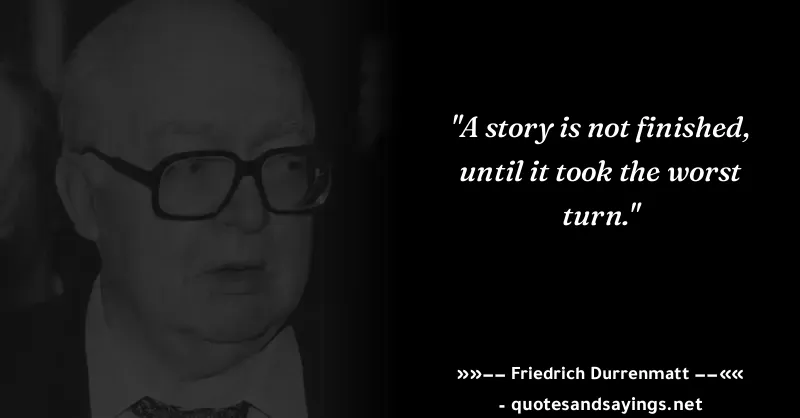 "A story is not finished,
until it took the worst
turn."
»»−− Friedrich Durrenmatt −−««
- quotesandsayings.net